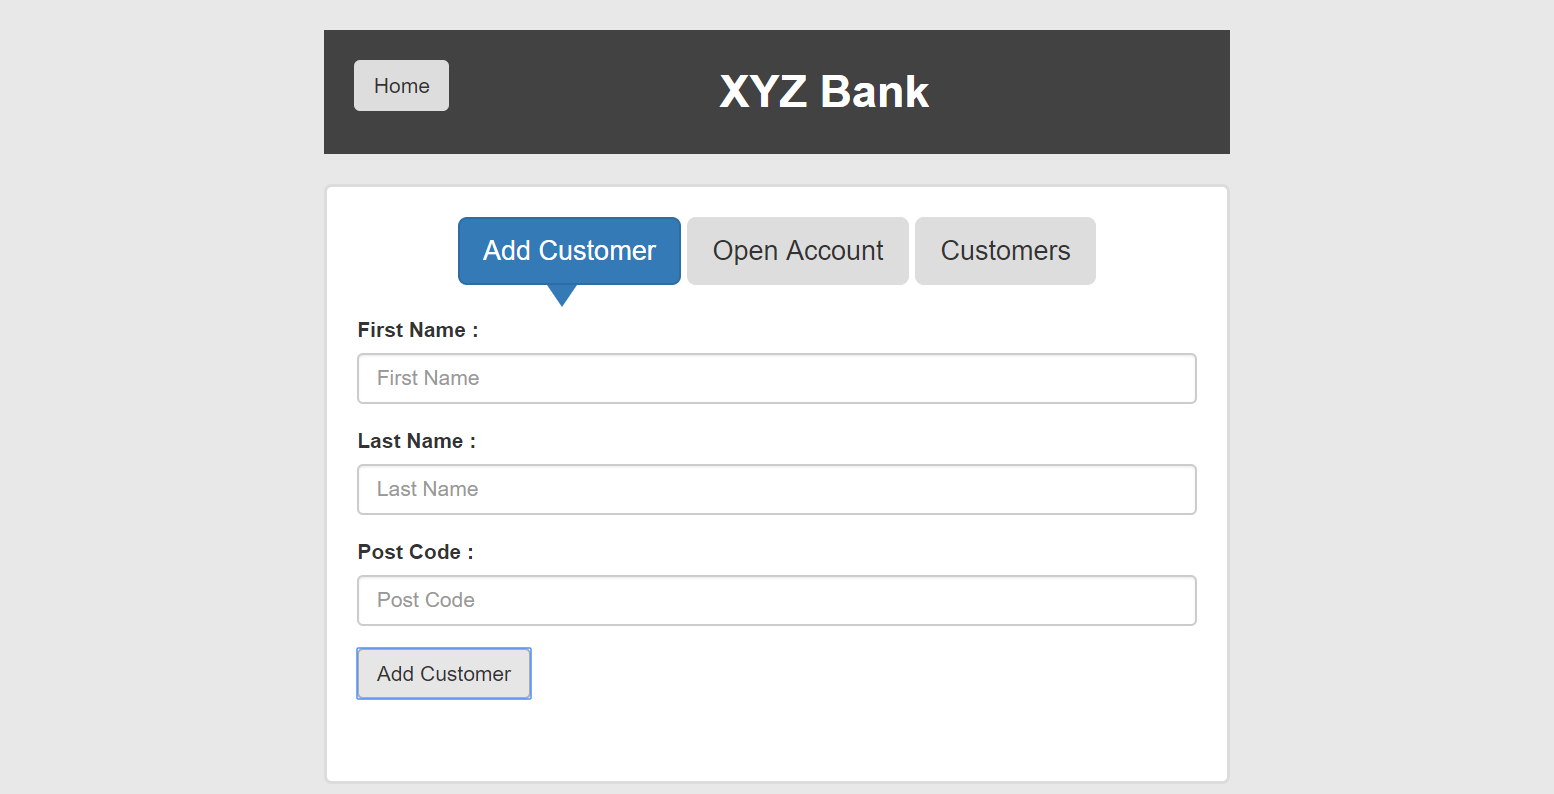 Home
XYZ Bank
Add Customer
Open Account
Customers
First Name :
First Name
Last Name :
Last Name
Post Code :
Post Code
Add Customer